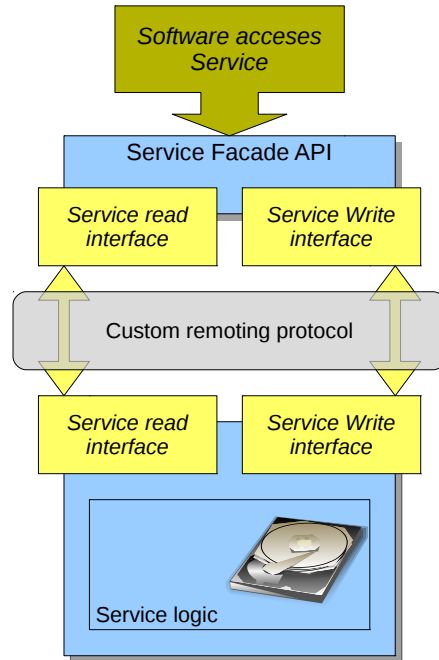 Software acceses
Service
Service Facade API
Service read
interface
Service Write
interface
Custom remoting protocol
Service read
interface
Service Write
interface
Service logic